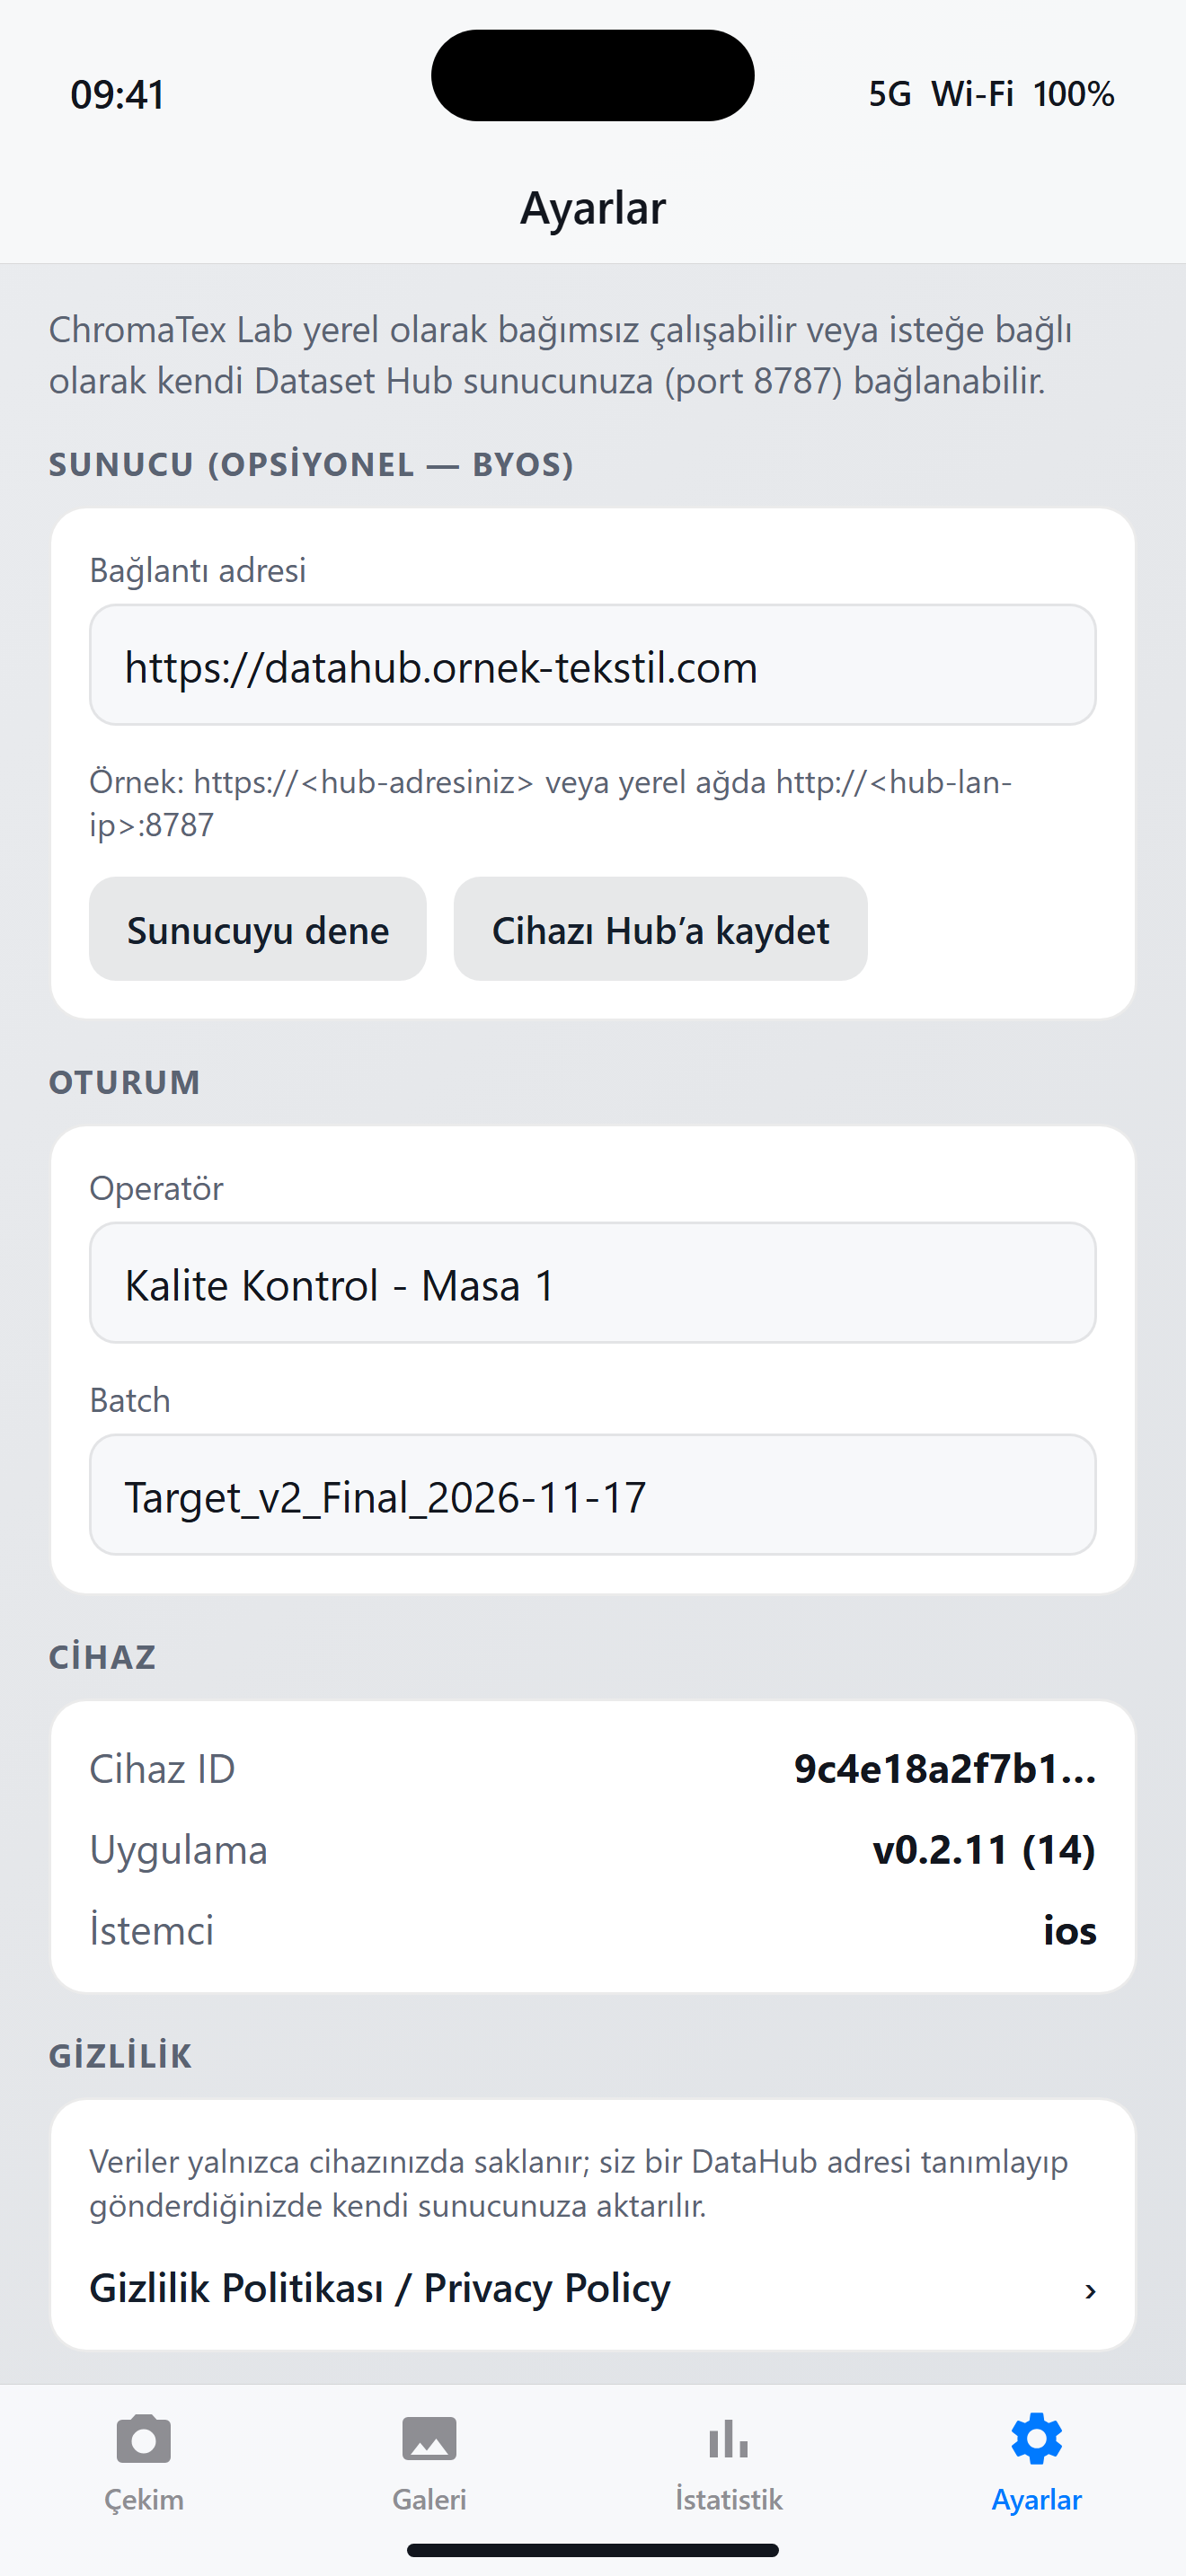 09:41
5G Wi-Fi 100%
Ayarlar
ChromaTex Lab yerel olarak bağımsız çalışabilir veya isteğe bağlı
olarak kendi Dataset Hub sunucunuza (port 8787) bağlanabilir.
SUNUCU (OPSİYONEL — BYOS)
Bağlantı adresi
https://datahub.ornek-tekstil.com
Örnek: https://<hub-adresiniz> veya yerel ağda http://<hub-lan-
ip>:8787
Sunucuyu dene
Cihazı Hub’a kaydet
OTURUM
Operatör
Kalite Kontrol - Masa 1
Batch
Target_v2_Final_2026-11-17
CİHAZ
Cihaz ID 9c4e18a2f7b1...
Uygulama v0.2.11 (14)
İstemci ios
GİZLİLİK
Veriler yalnızca cihazınızda saklanır; siz bir DataHub adresi tanımlayıp
gönderdiğinizde kendi sunucunuza aktarılır.
Gizlilik Politikası / Privacy Policy ›
Çekim Galeri İstatistik Ayarlar